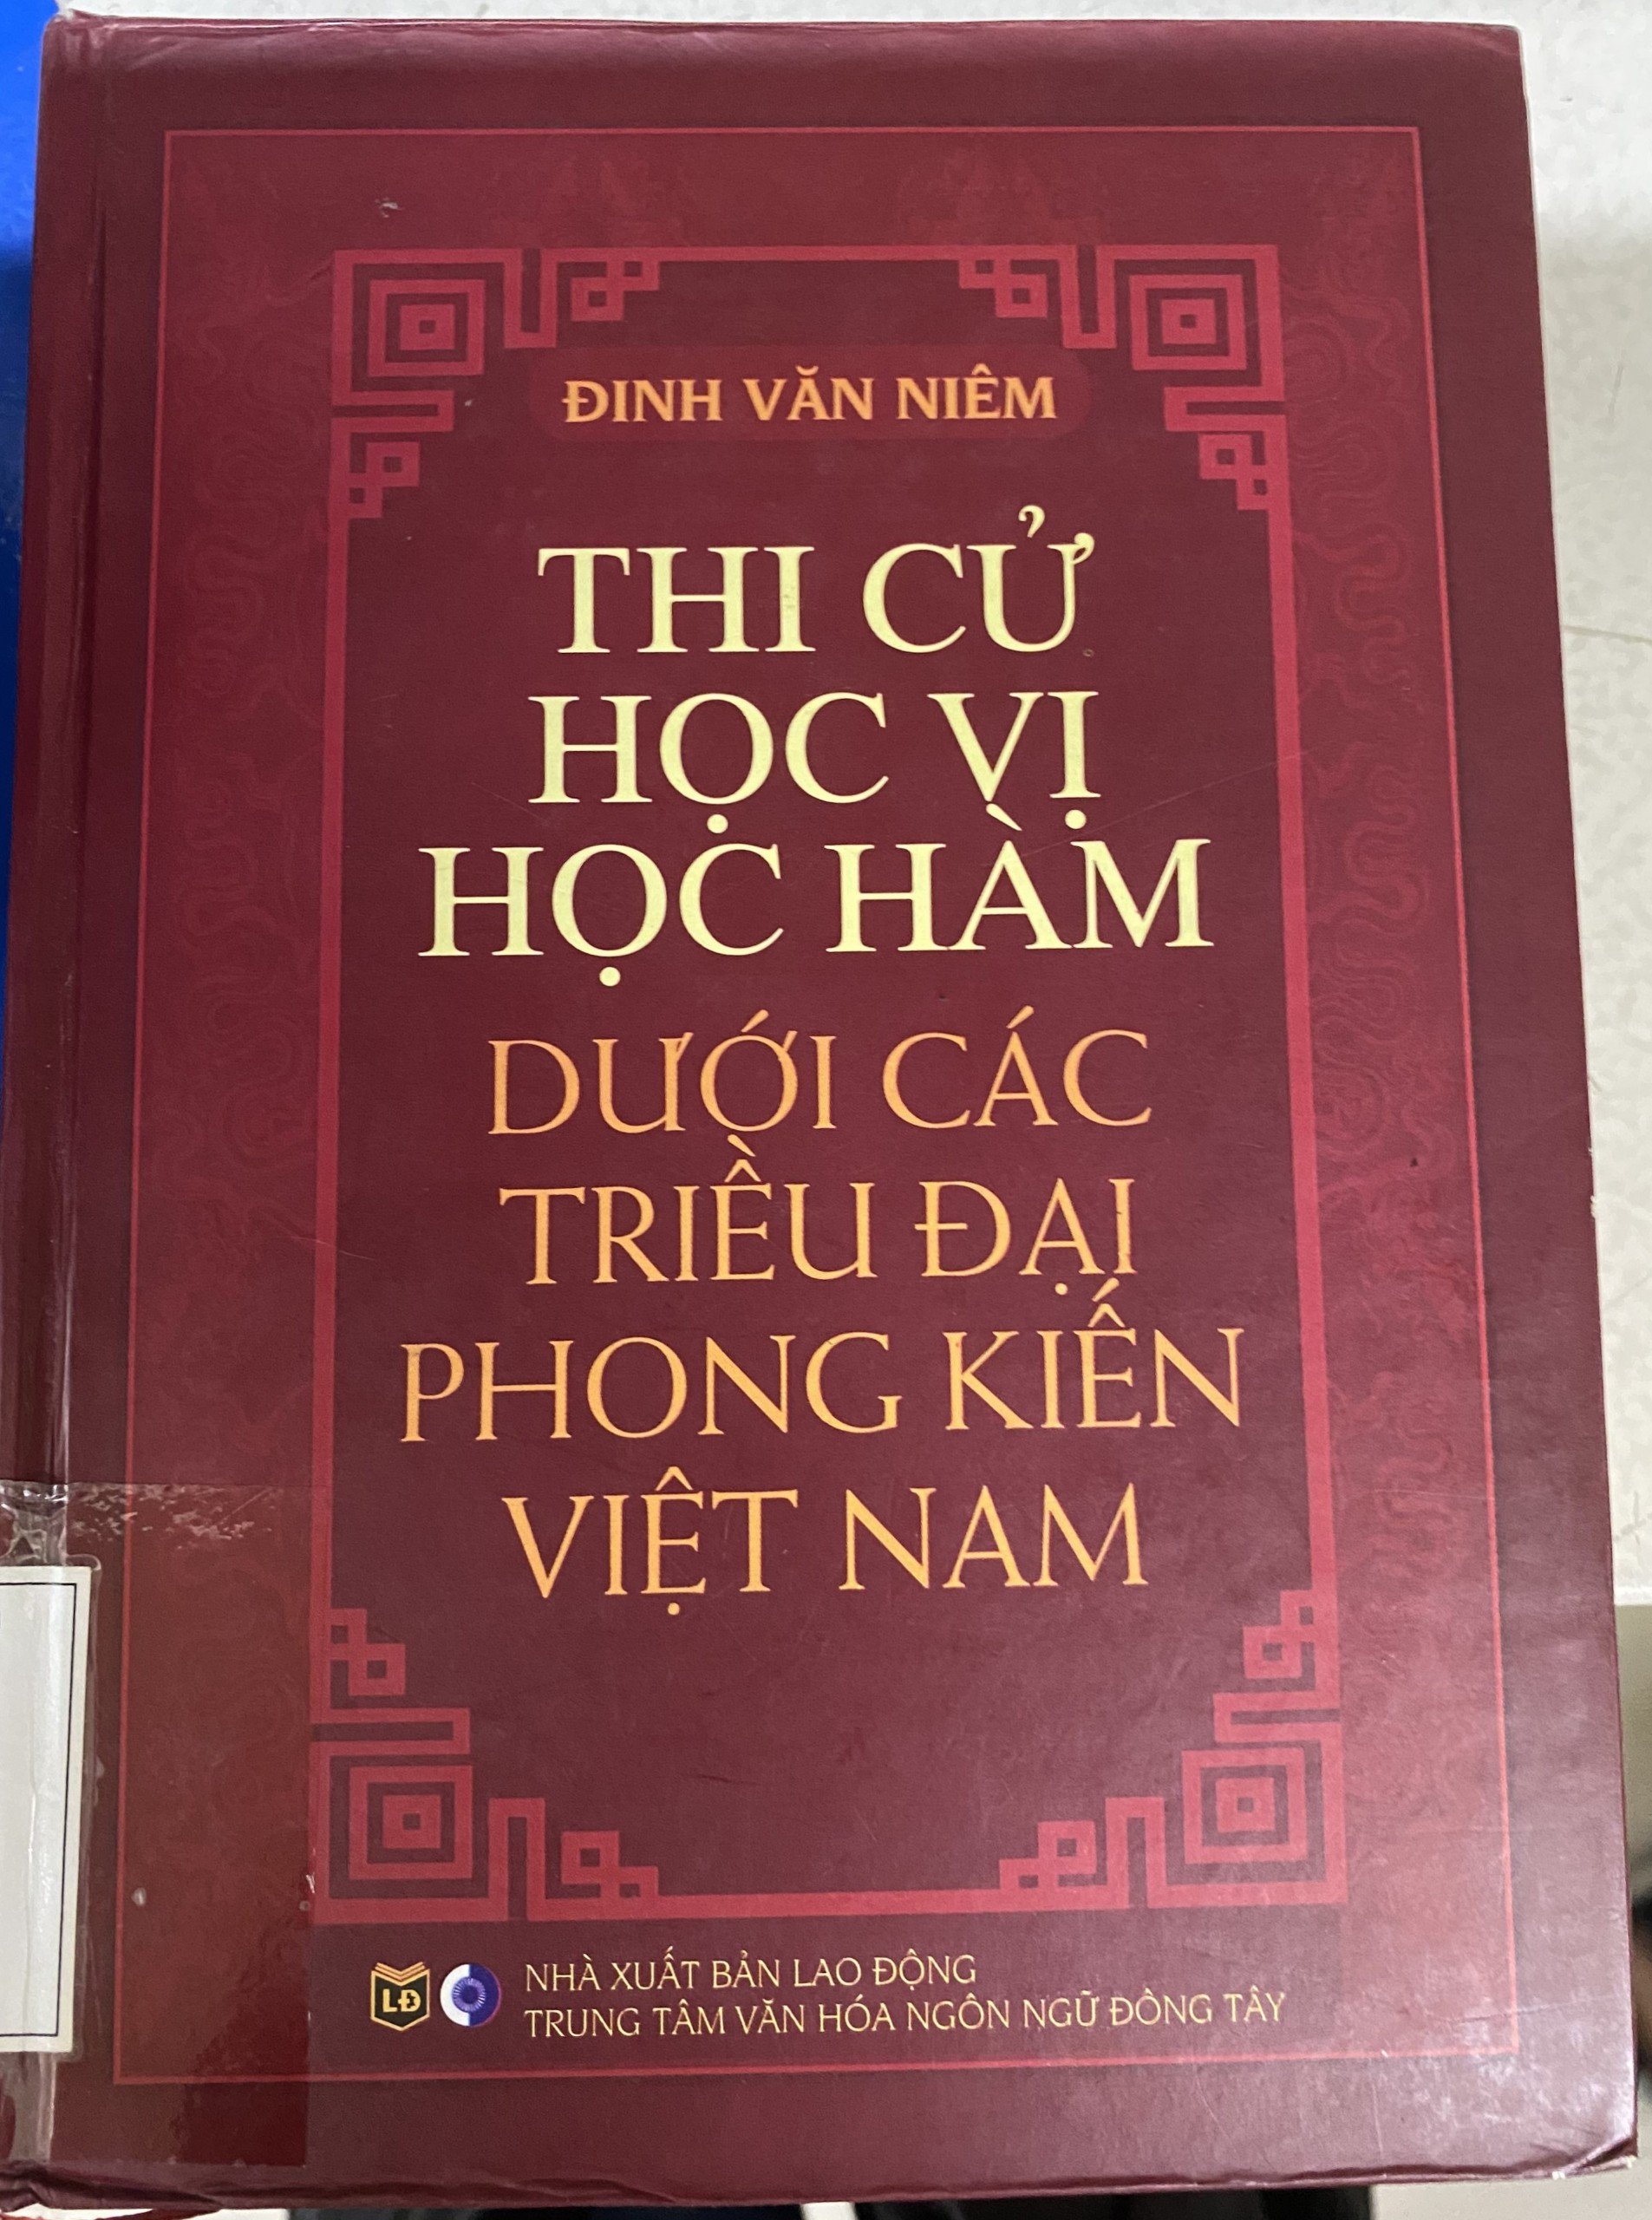 ĐINH VĂN NIÊM
THI CỬ
HỌC VỊ
HỌC HÀM
DƯỚI CÁC
TRIỀU ĐẠI
PHONG KIẾN
VIỆT NAM
LĐ
NHÀ XUẤT BẢN LAO ĐỘNG
TRUNG TÂM VĂN HÓA NGÔN NGỮ ĐÔNG TÂY